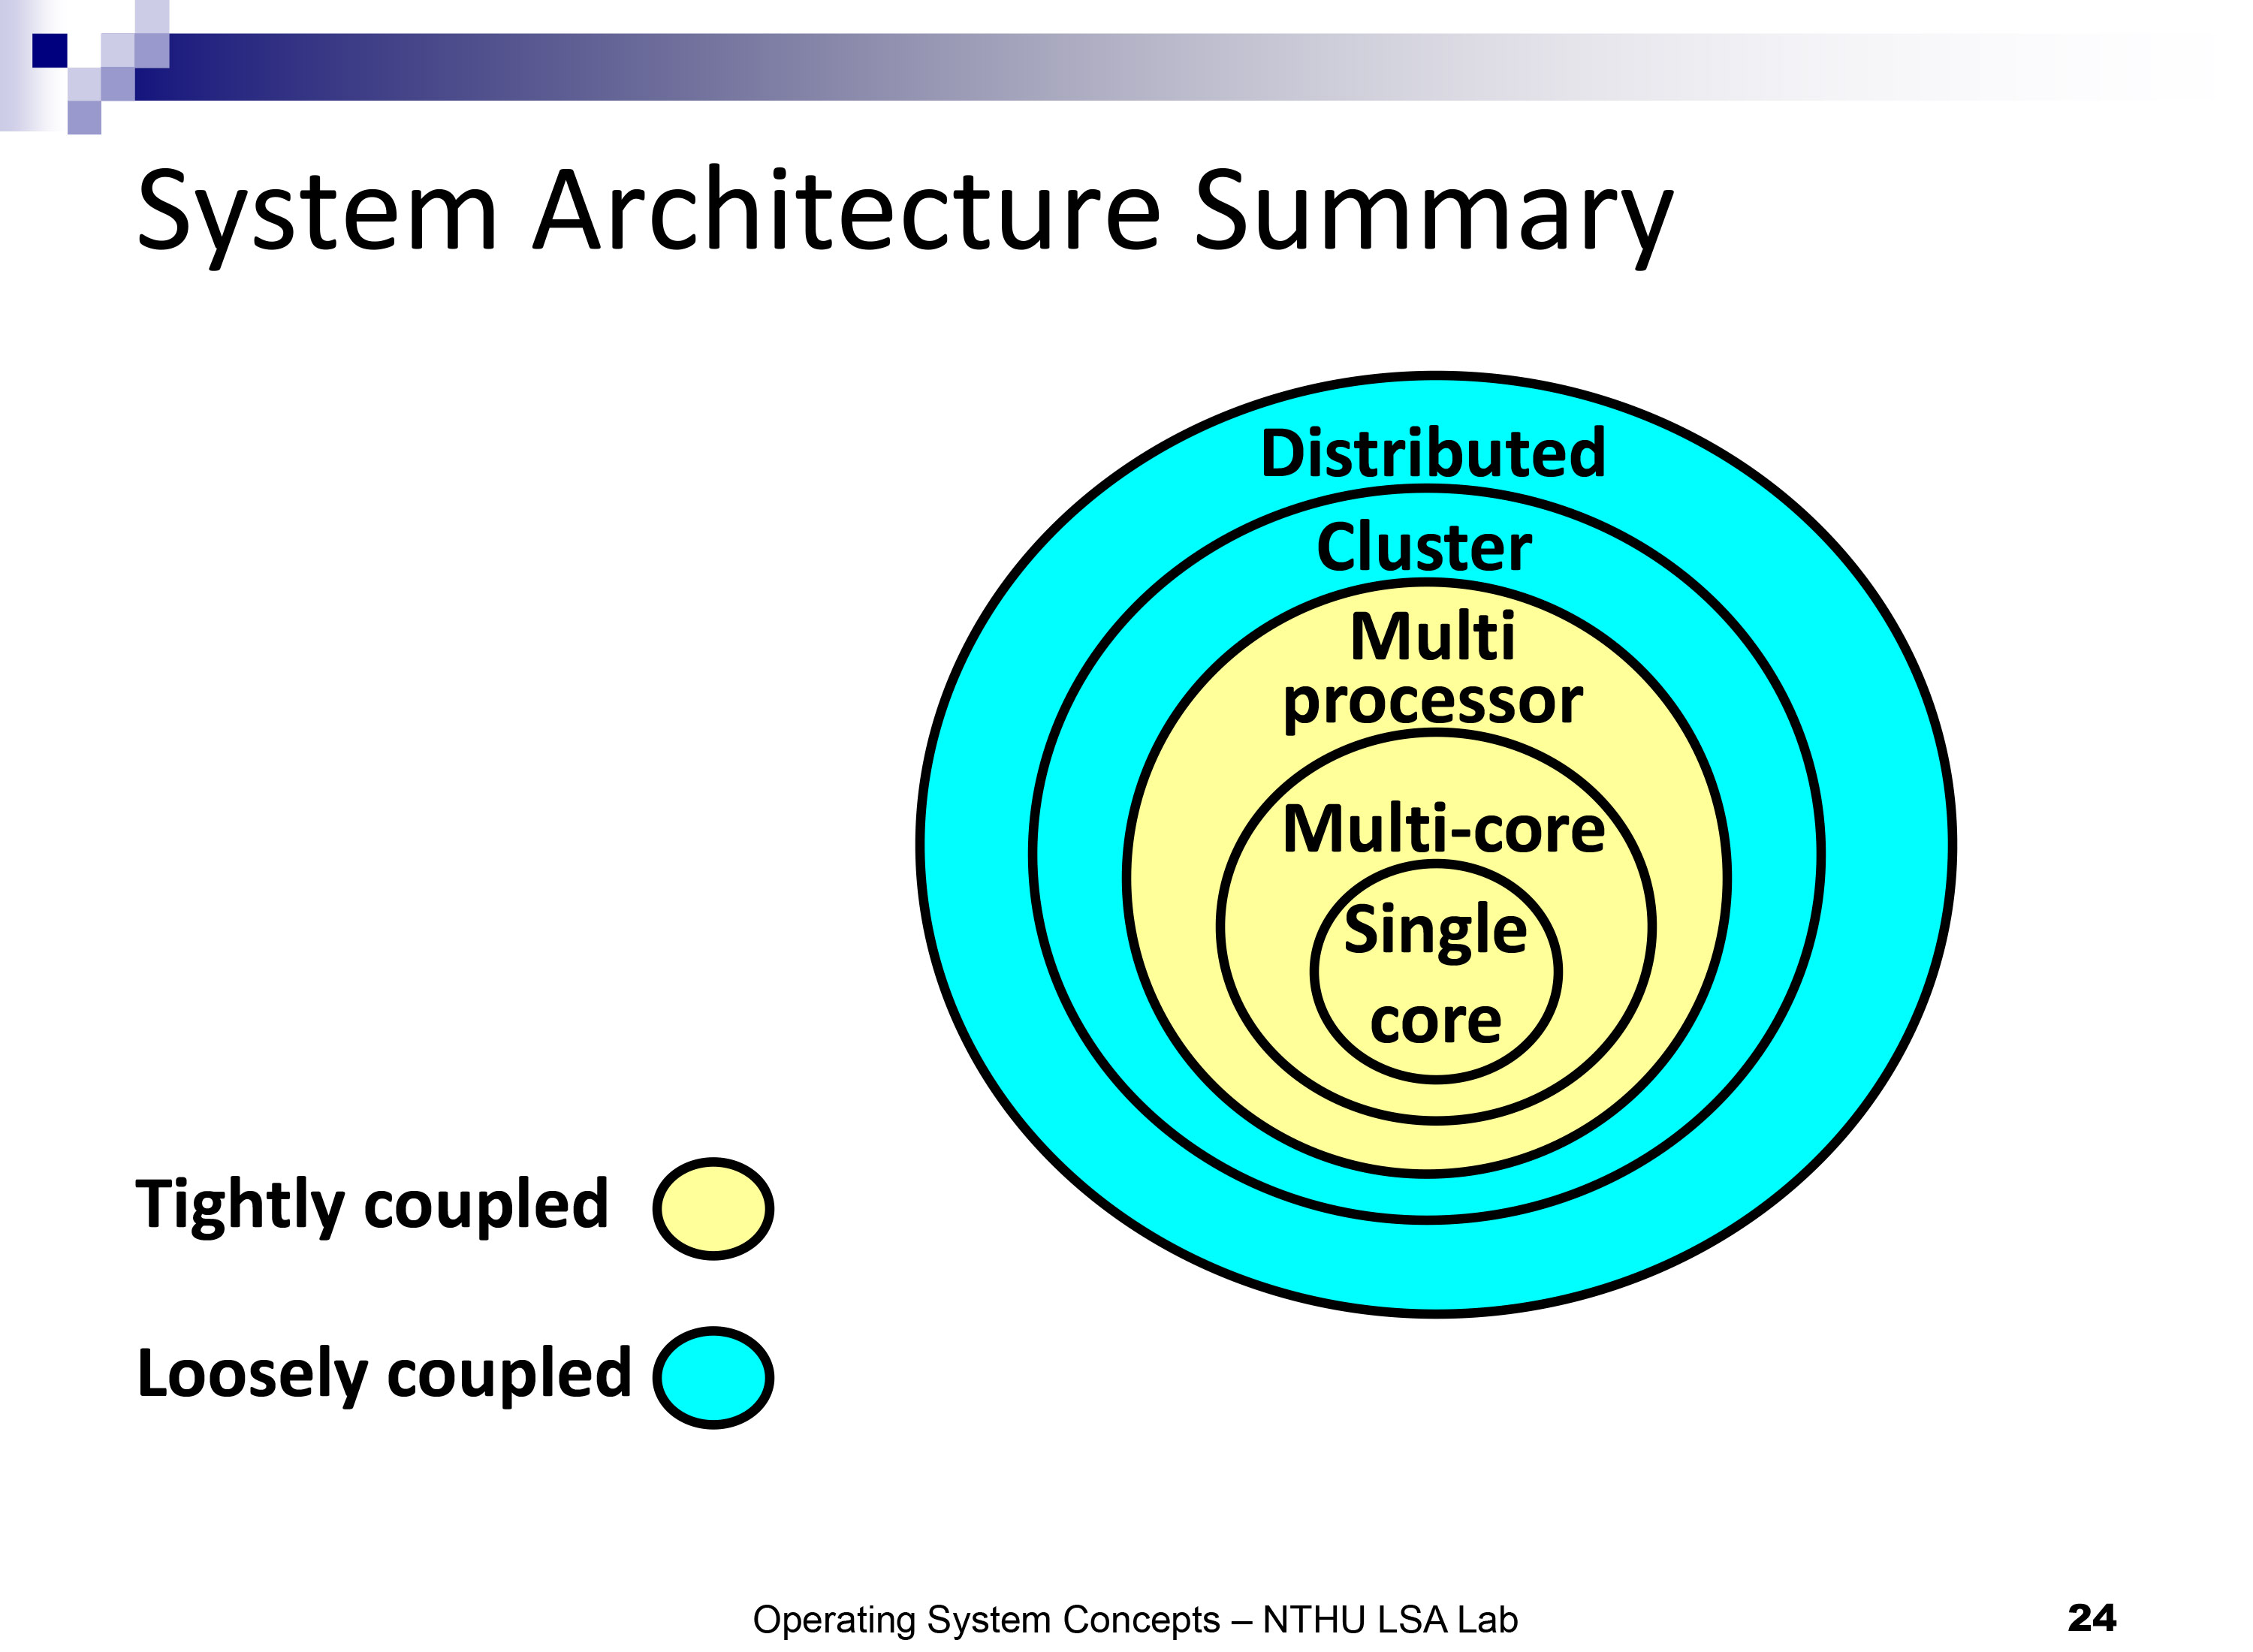 System Architecture Summary
Distributed
Cluster
Multi
processor
Multi-core
Single
core
Tightly coupled
Loosely coupled
Operating System Concepts – NTHU LSA Lab
24